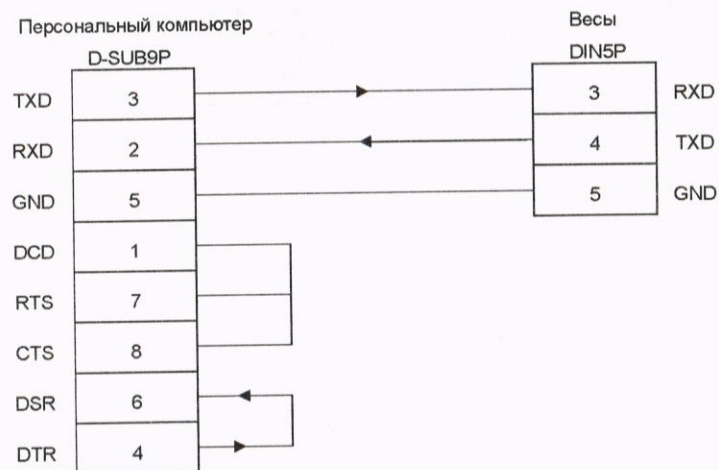 Персональный компьютер Весы
D-SUB9P DIN5P
TXD 3 3 RXD
RXD 2 4 TXD
GND 5 5 GND
DCD 1
RTS 7
CTS 8
DSR 6
DTR 4